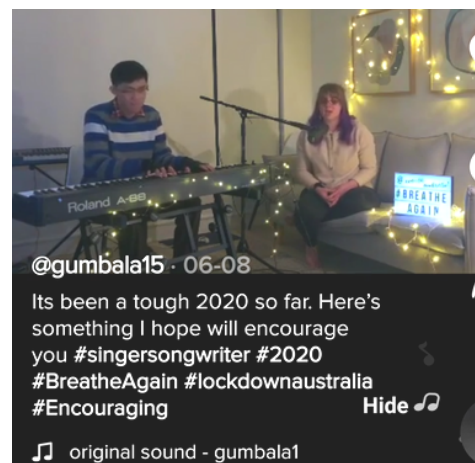 Roland A-88
#BREATHE
AGAIN
@gumbala15 · 06-08
Its been a tough 2020 so far. Here's
something I hope will encourage
you #singersongwriter #2020
#BreatheAgain #lockdownaustralia
#Encouraging
Hide
original sound - gumbala1